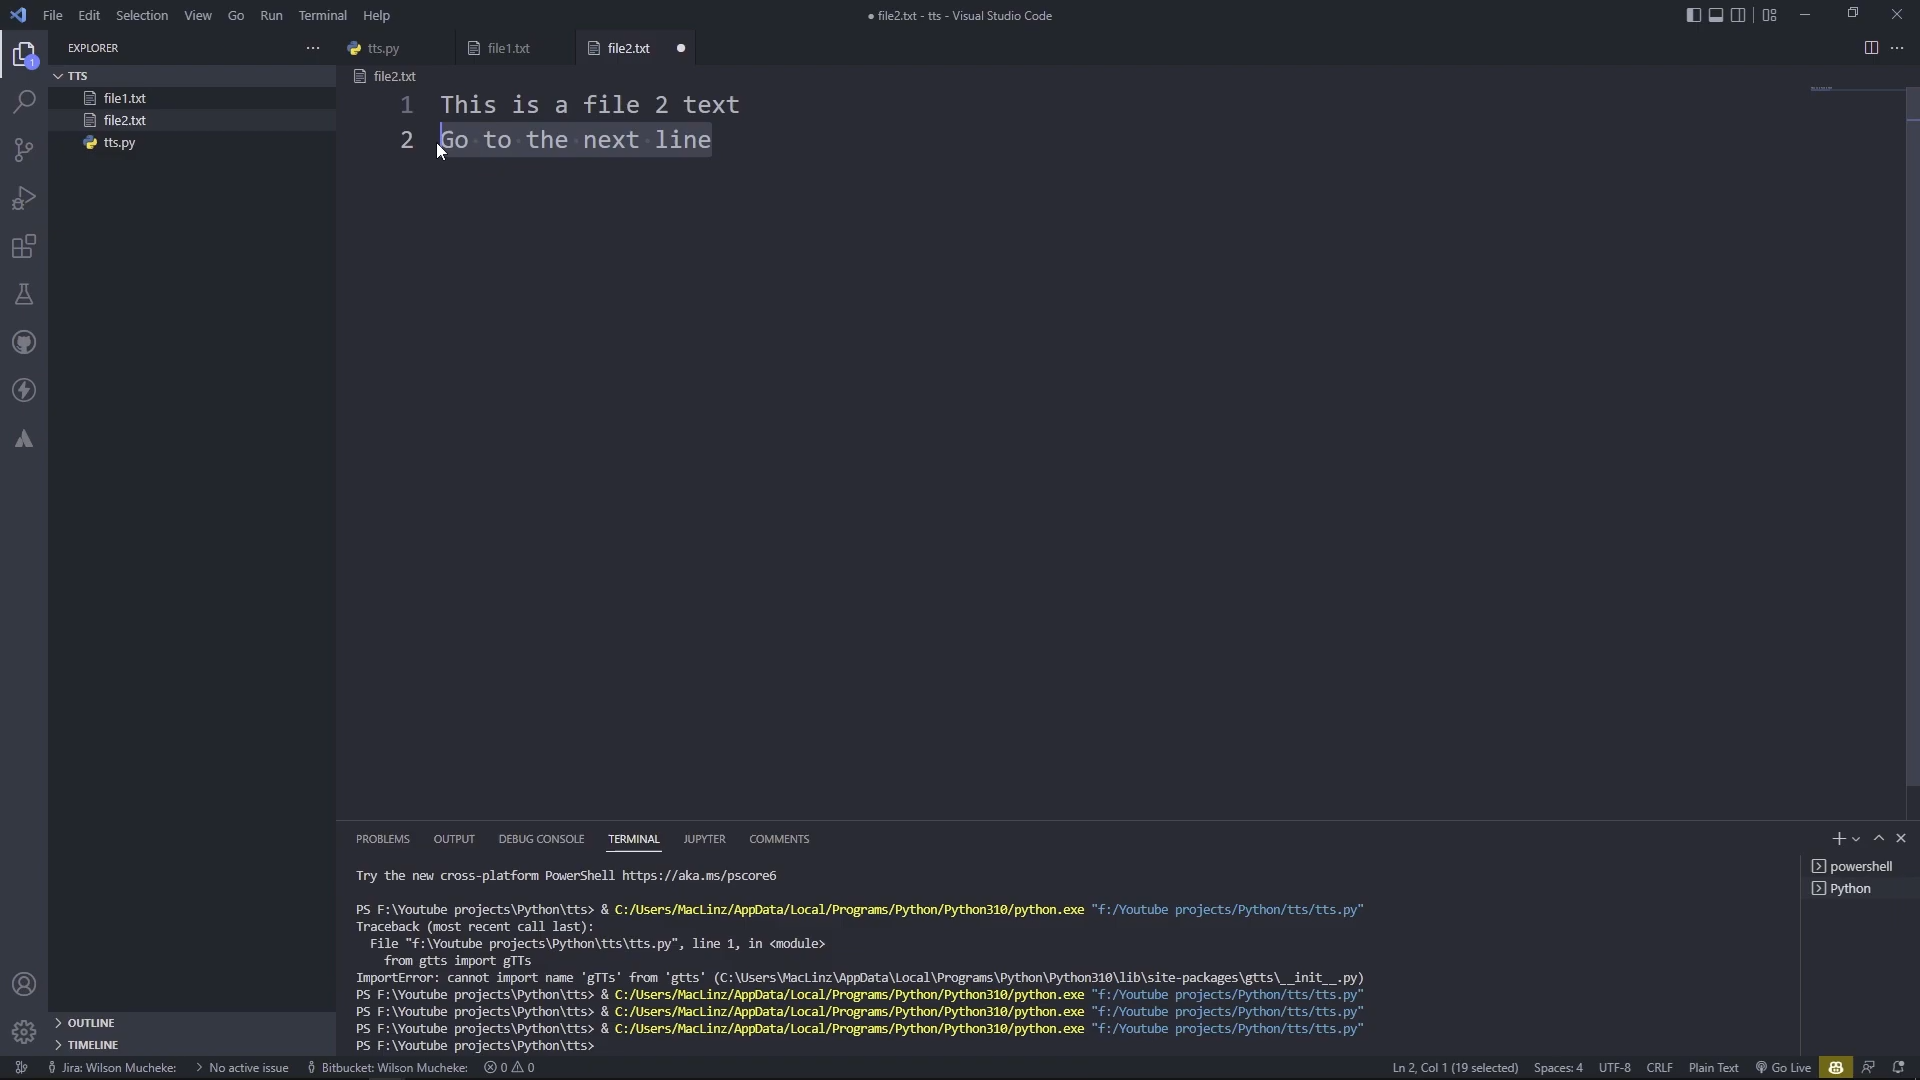 File Edit Selection View Go Run Terminal Help
● file2.txt - tts - Visual Studio Code
EXPLORER
tts.py
file1.txt
file2.txt
1
TTS
file2.txt
file1.txt
file2.txt
tts.py
1 This is a file 2 text
2 Go to the next line
PROBLEMS OUTPUT DEBUG CONSOLE TERMINAL JUPYTER COMMENTS
powershell
Python
Try the new cross-platform PowerShell https://aka.ms/pscore6
PS F:\Youtube projects\Python\tts> & C:/Users/MacLinz/AppData/Local/Programs/Python/Python310/python.exe "f:/Youtube projects/Python/tts/tts.py"
Traceback (most recent call last):
File "f:\Youtube projects\Python\tts\tts.py", line 1, in <module>
from gtts import gTTs
ImportError: cannot import name 'gTTs' from 'gtts' (C:\Users\MacLinz\AppData\Local\Programs\Python\Python310\lib\site-packages\gtts\__init__.py)
PS F:\Youtube projects\Python\tts> & C:/Users/MacLinz/AppData/Local/Programs/Python/Python310/python.exe "f:/Youtube projects/Python/tts/tts.py"
PS F:\Youtube projects\Python\tts> & C:/Users/MacLinz/AppData/Local/Programs/Python/Python310/python.exe "f:/Youtube projects/Python/tts/tts.py"
PS F:\Youtube projects\Python\tts> & C:/Users/MacLinz/AppData/Local/Programs/Python/Python310/python.exe "f:/Youtube projects/Python/tts/tts.py"
PS F:\Youtube projects\Python\tts>
OUTLINE
TIMELINE
Jira: Wilson Mucheke: No active issue Bitbucket: Wilson Mucheke: 0 0
Ln 2, Col 1 (19 selected) Spaces: 4 UTF-8 CRLF Plain Text Go Live